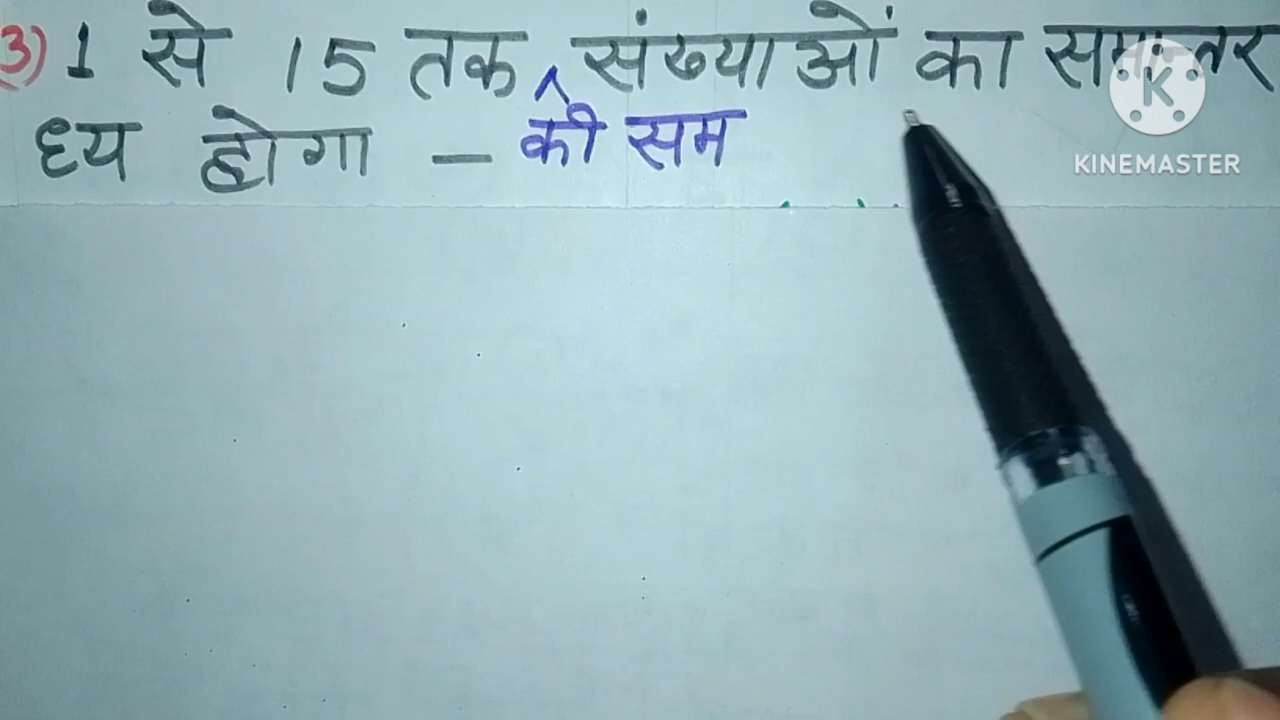 3) 1 से 15 तक ^ संख्याओं का
ध्य होगा — की सम
K
KINEMASTER